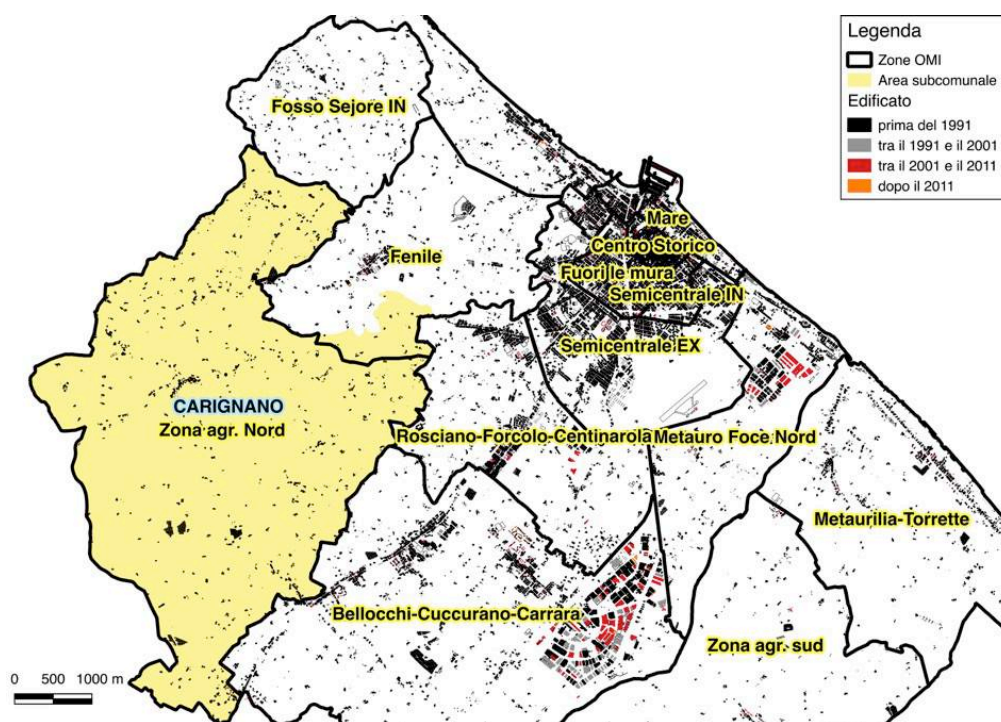 Legenda
Zone OMI
Area subcomunale
Edificato
prima del 1991
tra il 1991 e il 2001
tra il 2001 e il 2011
dopo il 2011
Fosso Sejore IN
Mare
Centro Storico
Fenile
Fuori le mura
Semicentrale IN
Semicentrale EX
CARIGNANO
Zona agr. Nord
Rosciano-Forcolo-Centinarola
Metauro Foce Nord
Metaurilia-Torrette
Bellocchi-Cuccurano-Carrara
Zona agr. sud
0 500 1000 m